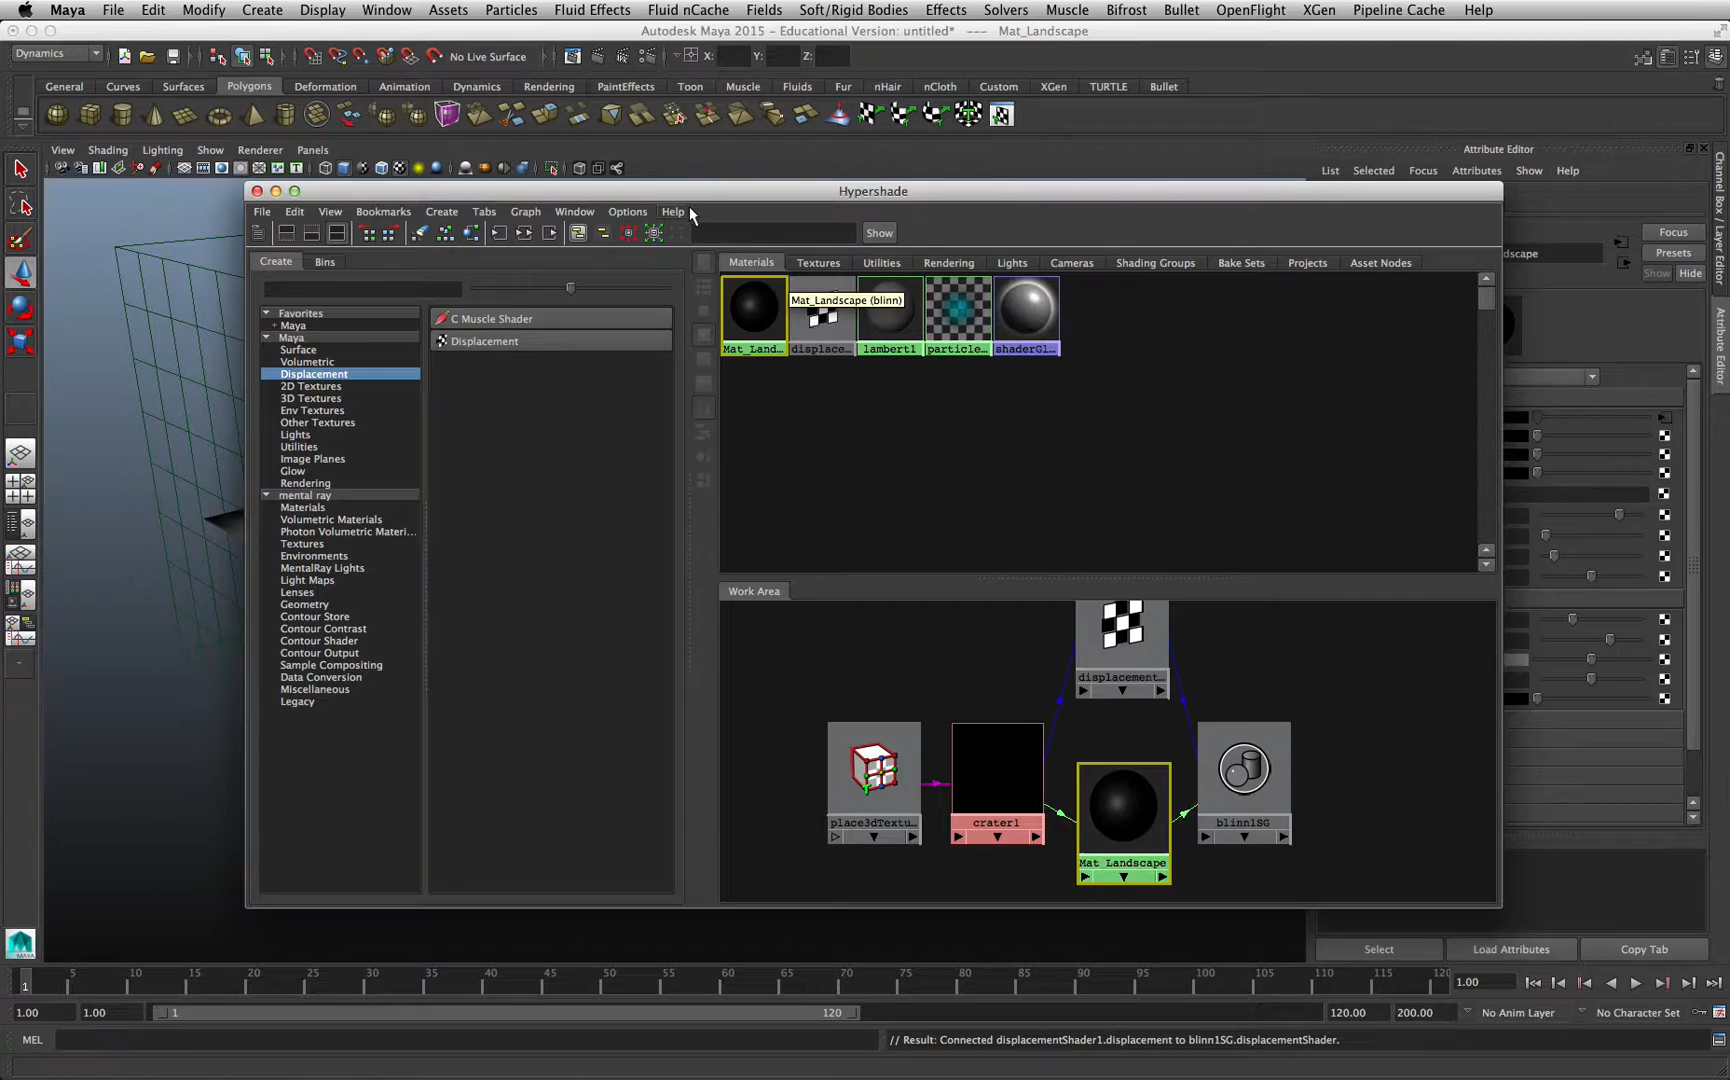 Maya File Edit Modify Create Display Window Assets Particles Fluid Effects Fluid nCache Fields Soft/Rigid Bodies Effects Solvers Muscle Bifrost Bullet OpenFlight XGen Pipeline Cache Help
Autodesk Maya 2015 - Educational Version: untitled* --- Mat_Landscape
Dynamics No Live Surface X: Y: Z:
General Curves Surfaces Polygons Deformation Animation Dynamics Rendering PaintEffects Toon Muscle Fluids Fur nHair nCloth Custom XGen TURTLE Bullet
View Shading Lighting Show Renderer Panels
Attribute Editor
List Selected Focus Attributes Show Help
Hypershade
File Edit View Bookmarks Create Tabs Graph Window Options Help
Show
Focus
Presets
Show Hide
dscape
Create Bins
Materials Textures Utilities Rendering Lights Cameras Shading Groups Bake Sets Projects Asset Nodes
Mat_Landscape (blinn)
Mat_Land... displace... lambert1 particle... shaderGl...
Favorites
+ Maya
Maya
Surface
Volumetric
Displacement
2D Textures
3D Textures
Env Textures
Other Textures
Lights
Utilities
Image Planes
Glow
Rendering
mental ray
Materials
Volumetric Materials
Photon Volumetric Materi...
Textures
Environments
MentalRay Lights
Light Maps
Lenses
Geometry
Contour Store
Contour Contrast
Contour Shader
Contour Output
Sample Compositing
Data Conversion
Miscellaneous
Legacy
C Muscle Shader
Displacement
Work Area
displacement...
place3dTextu...
crater1
Mat_Landscape
blinn1SG
Channel Box / Layer Editor
Attribute Editor
MAYA
Select Load Attributes Copy Tab
1 5 10 15 20 25 30 35 40 45 50 55 60 65 70 75 80 85 90 95 100 105 110 115 120 1.00
1.00 1.00 1 120 120.00 200.00 No Anim Layer No Character Set
MEL // Result: Connected displacementShader1.displacement to blinn1SG.displacementShader.